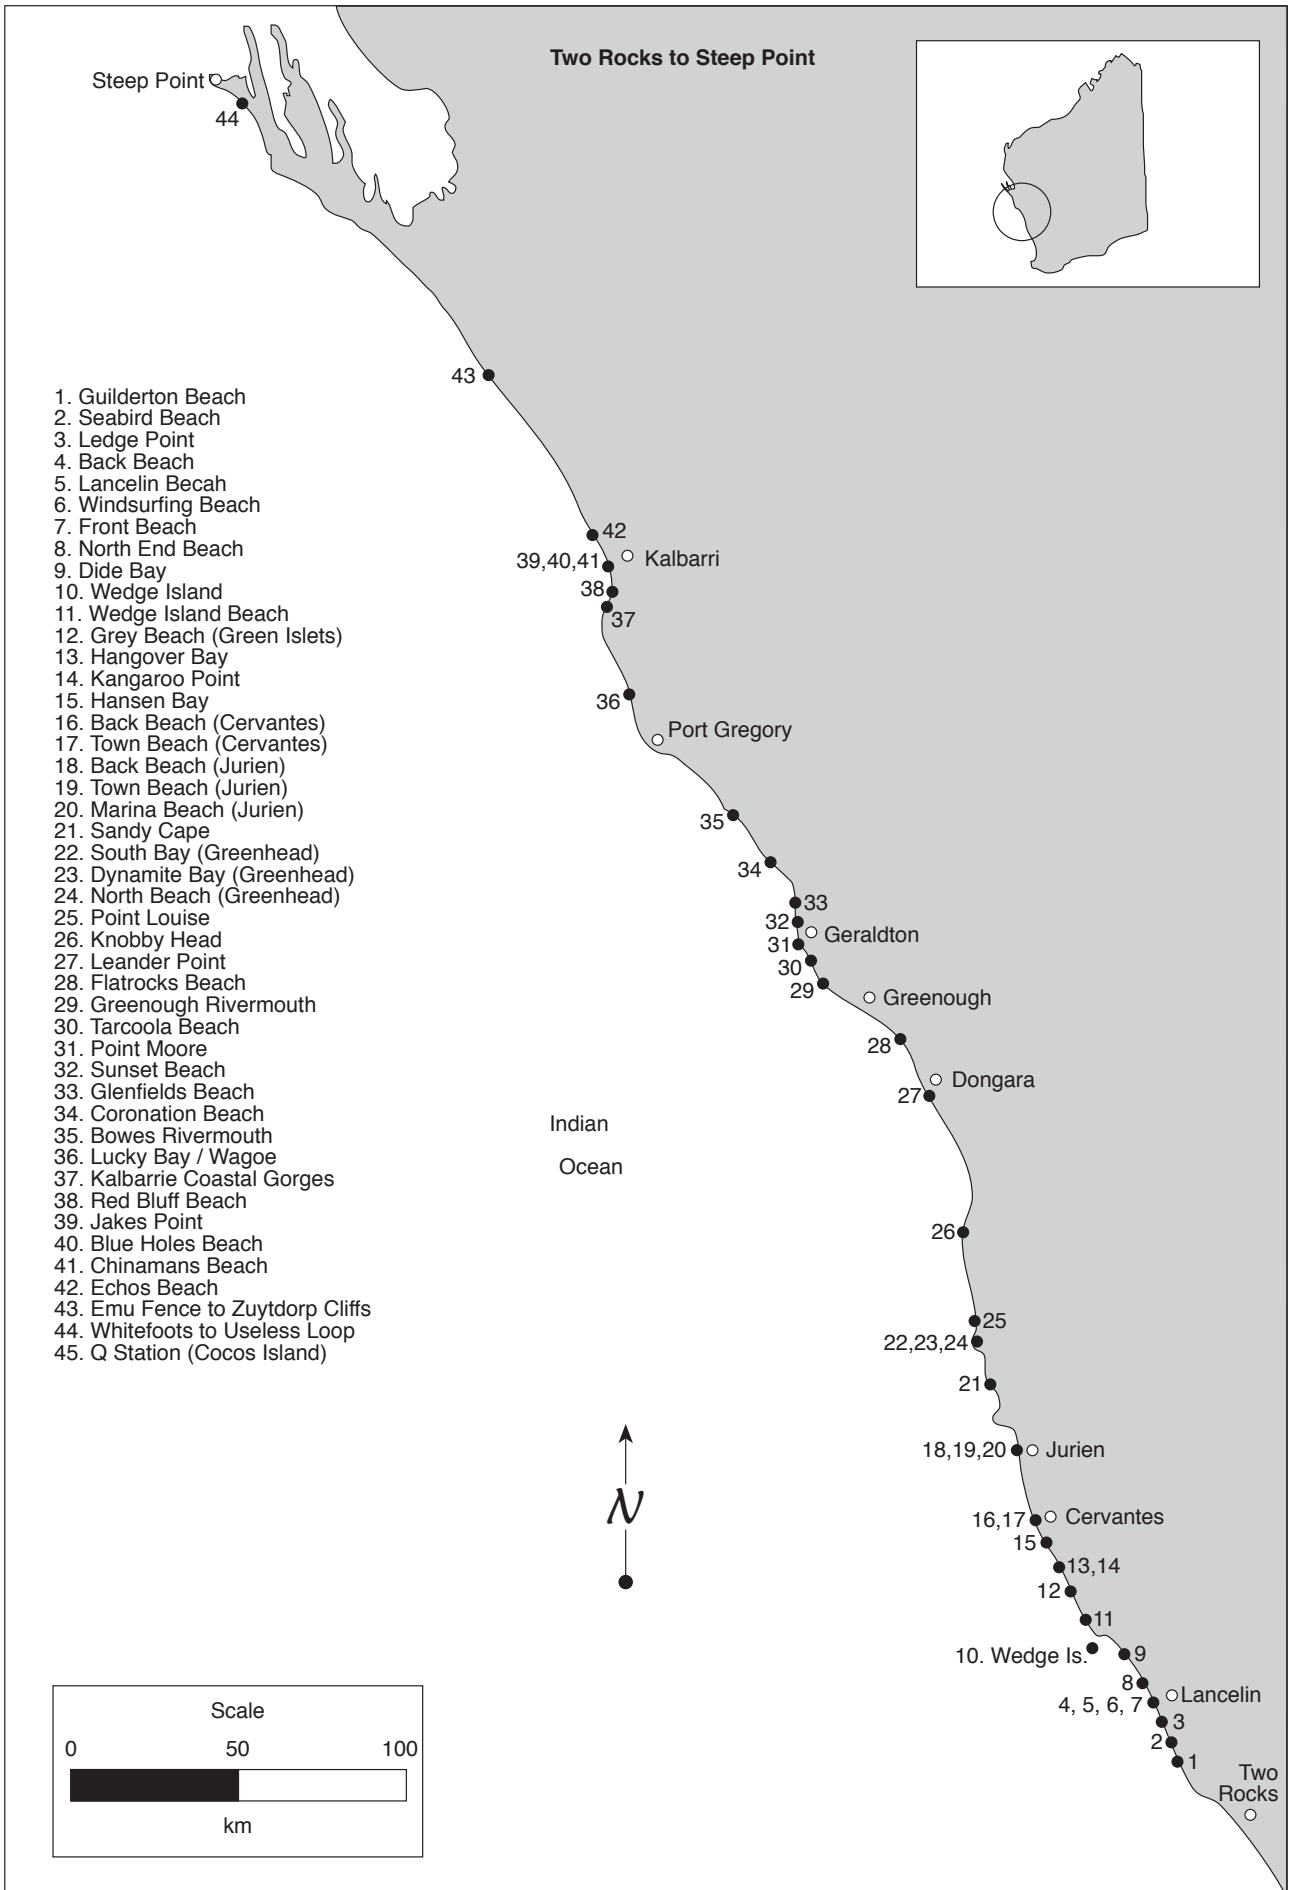 Two Rocks to Steep Point
Steep Point
44
43
1. Guilderton Beach
2. Seabird Beach
3. Ledge Point
4. Back Beach
5. Lancelin Becah
6. Windsurfing Beach
7. Front Beach
8. North End Beach
9. Dide Bay
10. Wedge Island
11. Wedge Island Beach
12. Grey Beach (Green Islets)
13. Hangover Bay
14. Kangaroo Point
15. Hansen Bay
16. Back Beach (Cervantes)
17. Town Beach (Cervantes)
18. Back Beach (Jurien)
19. Town Beach (Jurien)
20. Marina Beach (Jurien)
21. Sandy Cape
22. South Bay (Greenhead)
23. Dynamite Bay (Greenhead)
24. North Beach (Greenhead)
25. Point Louise
26. Knobby Head
27. Leander Point
28. Flatrocks Beach
29. Greenough Rivermouth
30. Tarcoola Beach
31. Point Moore
32. Sunset Beach
33. Glenfields Beach
34. Coronation Beach
35. Bowes Rivermouth
36. Lucky Bay / Wagoe
37. Kalbarrie Coastal Gorges
38. Red Bluff Beach
39. Jakes Point
40. Blue Holes Beach
41. Chinamans Beach
42. Echos Beach
43. Emu Fence to Zuytdorp Cliffs
44. Whitefoots to Useless Loop
45. Q Station (Cocos Island)
42
39,40,41
Kalbarri
38
37
36
Port Gregory
35
34
33
32
Geraldton
31
30
29
Greenough
28
Dongara
27
Indian
Ocean
26
25
22,23,24
21
18,19,20
Jurien
N
16,17
Cervantes
15
13,14
12
11
10. Wedge Is.
9
8
Lancelin
4, 5, 6, 7
3
2
1
Two
Rocks
Scale
0 50 100
km